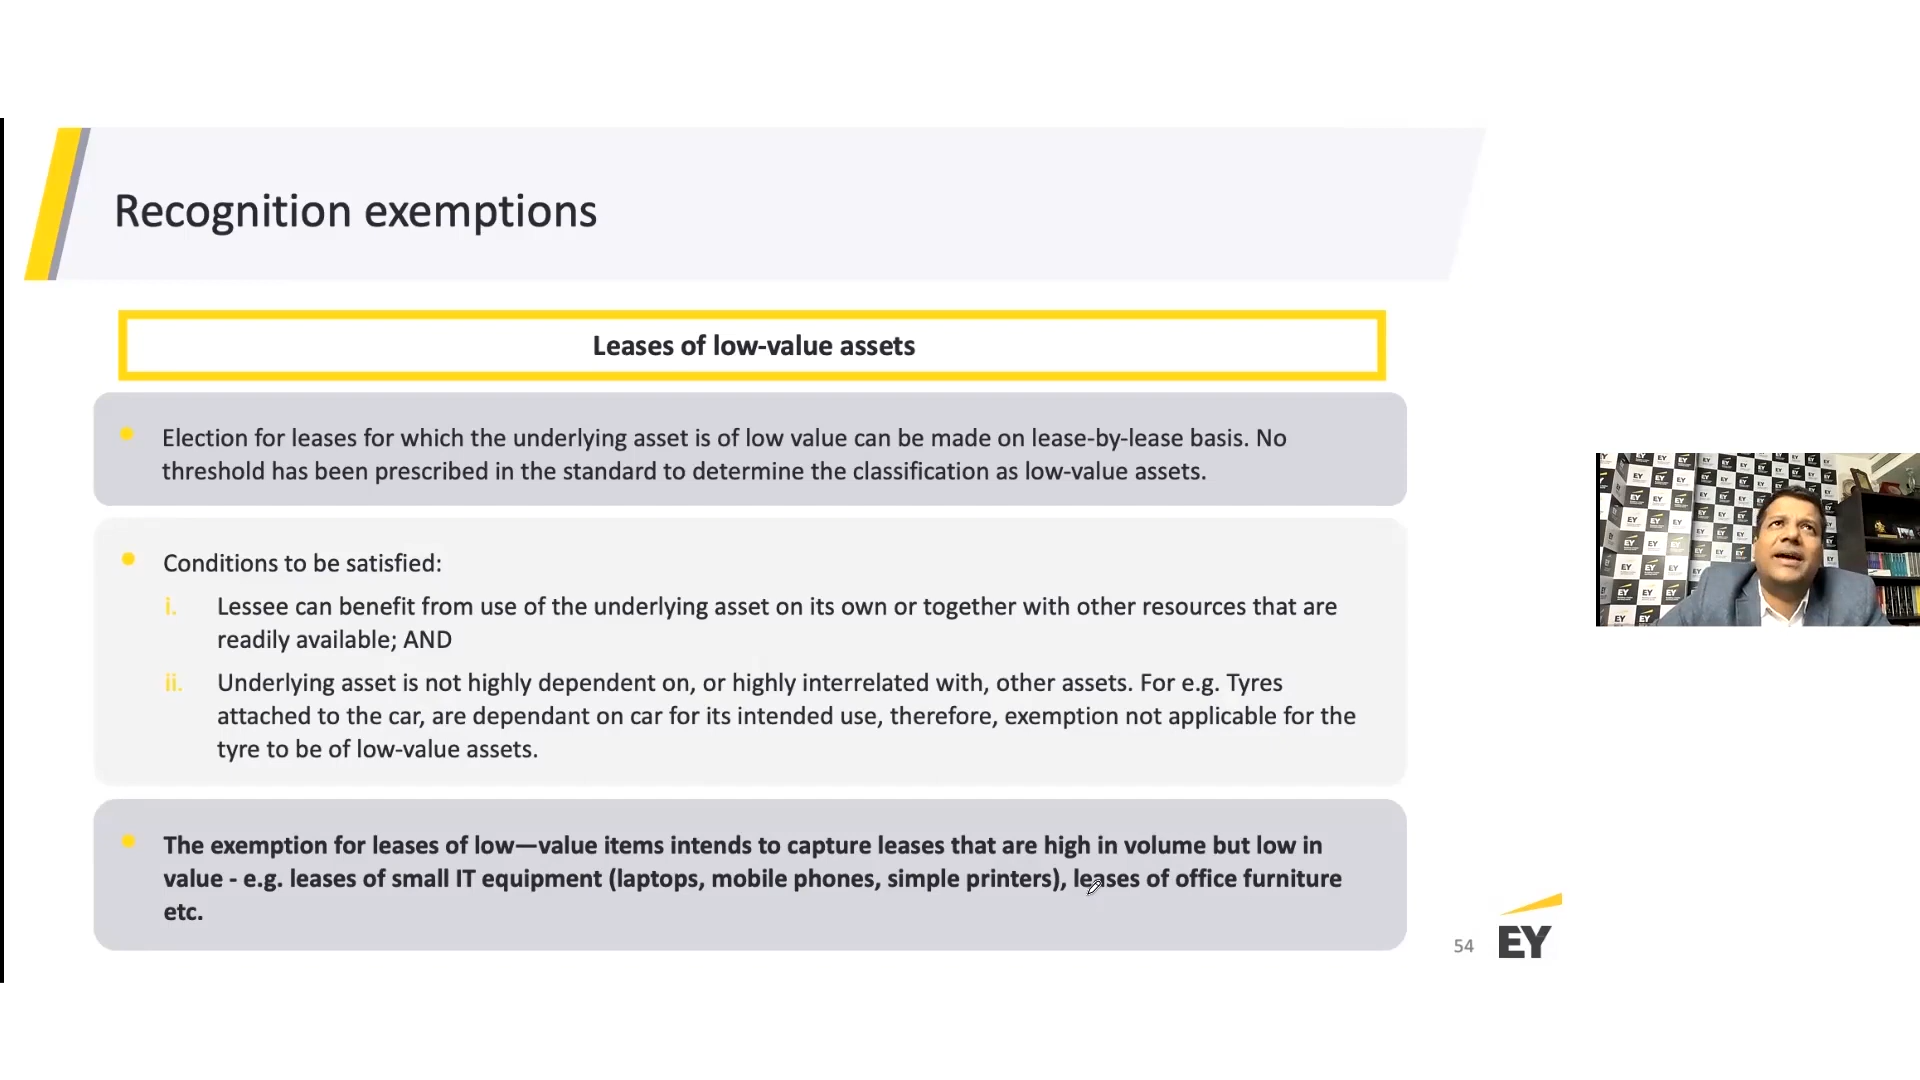 Recognition exemptions
Leases of low-value assets
Election for leases for which the underlying asset is of low value can be made on lease-by-lease basis. No
threshold has been prescribed in the standard to determine the classification as low-value assets.
Conditions to be satisfied:
i. Lessee can benefit from use of the underlying asset on its own or together with other resources that are
readily available; AND
ii. Underlying asset is not highly dependent on, or highly interrelated with, other assets. For e.g. Tyres
attached to the car, are dependant on car for its intended use, therefore, exemption not applicable for the
tyre to be of low-value assets.
The exemption for leases of low—value items intends to capture leases that are high in volume but low in
value - e.g. leases of small IT equipment (laptops, mobile phones, simple printers), leases of office furniture
etc.
54
EY